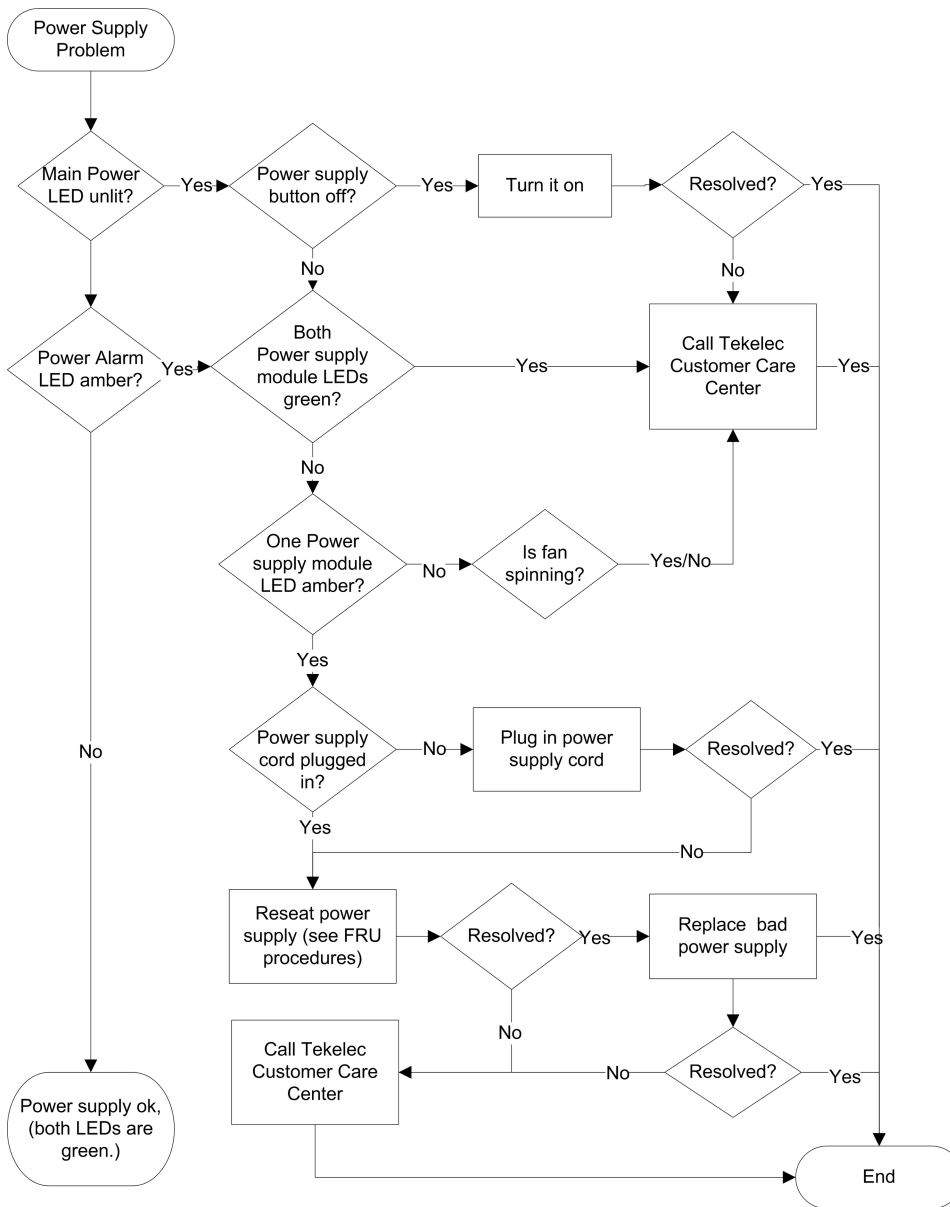 Power Supply
Problem
Main Power
LED unlit?
Yes
Power supply
button off?
Yes
Turn it on
Resolved?
Yes
No
No
Power Alarm
LED amber?
Yes
Both
Power supply
module LEDs
green?
Yes
Call Tekelec
Customer Care
Center
Yes
No
One Power
supply module
LED amber?
No
Is fan
spinning?
Yes/No
Yes
No
Power supply
cord plugged
in?
No
Plug in power
supply cord
Resolved?
Yes
Yes
No
Reseat power
supply (see FRU
procedures)
Resolved?
Yes
Replace bad
power supply
Yes
No
Call Tekelec
Customer Care
Center
No
Resolved?
Yes
Power supply ok,
(both LEDs are
green.)
End